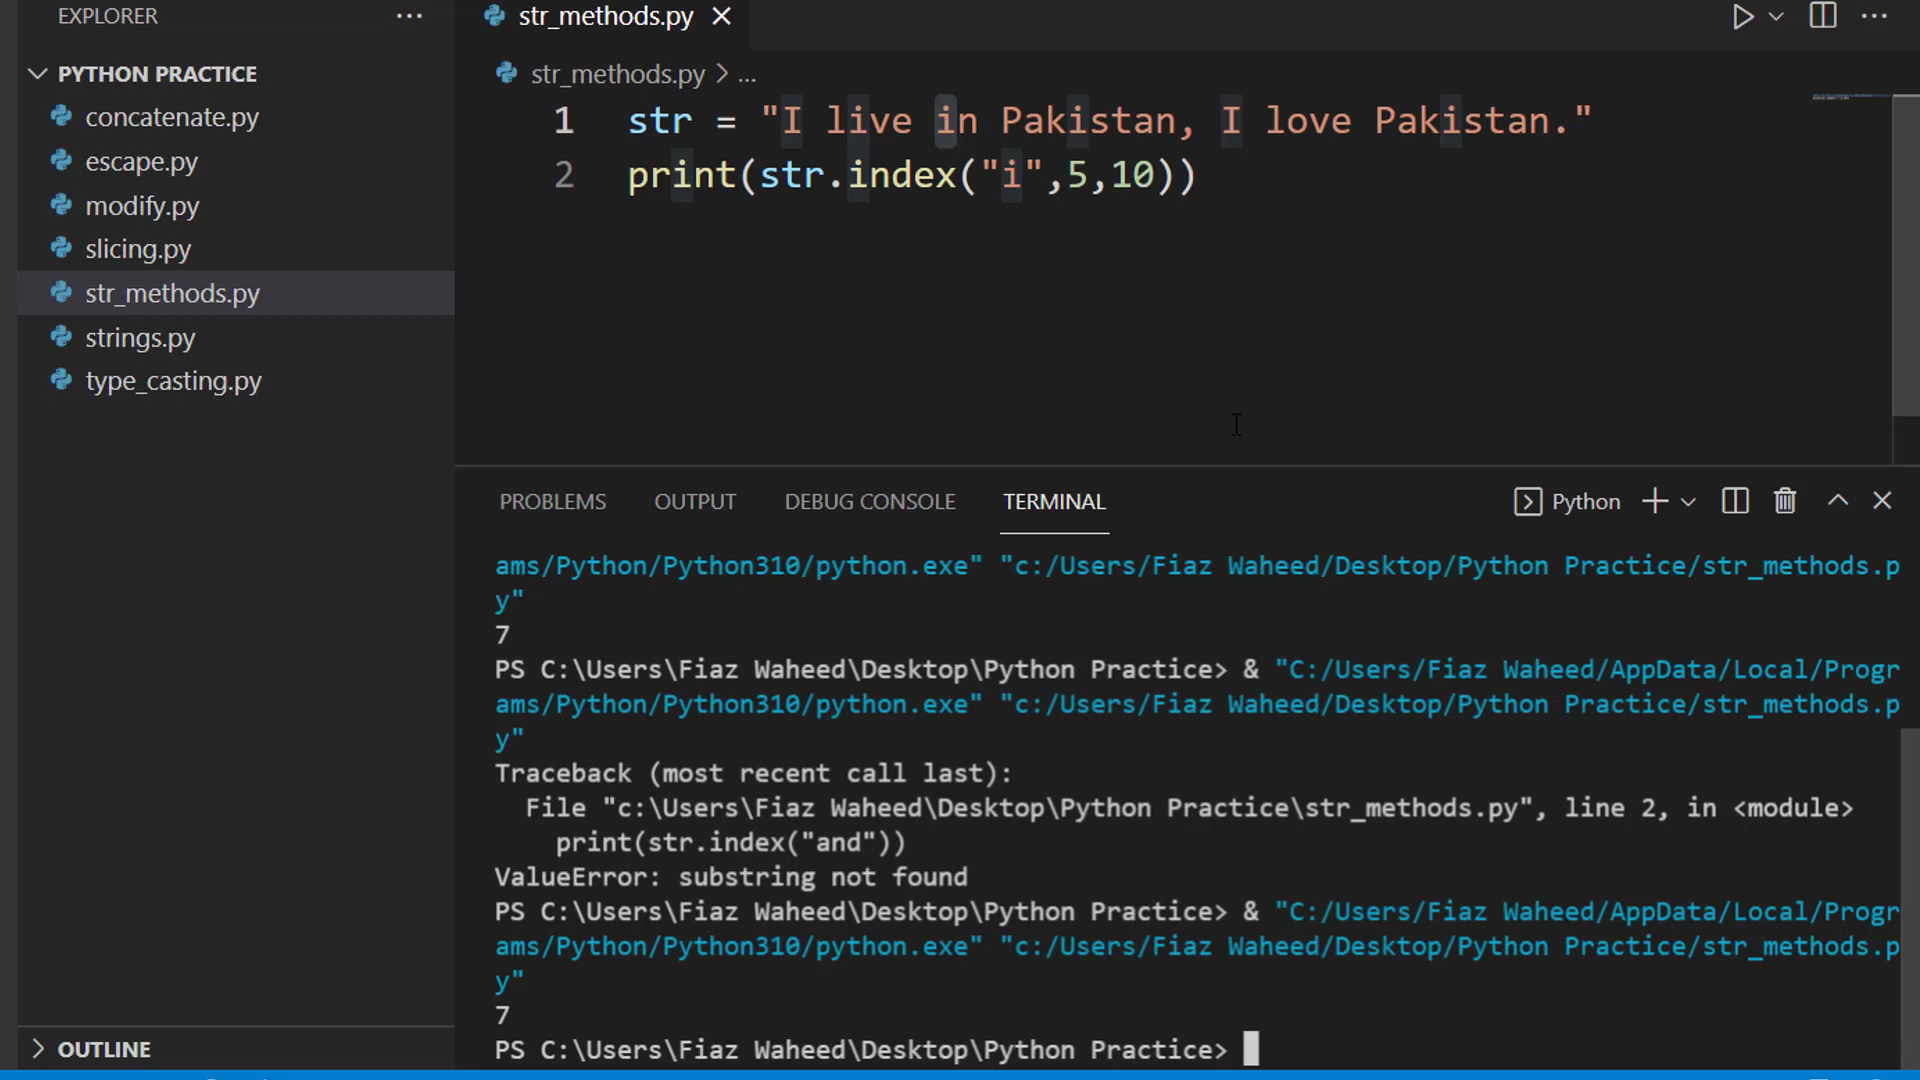 EXPLORER
PYTHON PRACTICE
concatenate.py
escape.py
modify.py
slicing.py
str_methods.py
strings.py
type_casting.py
OUTLINE
str_methods.py
str_methods.py > ...
1 str = "I live in Pakistan, I love Pakistan."
2 print(str.index("i",5,10))
PROBLEMS OUTPUT DEBUG CONSOLE TERMINAL Python
ams/Python/Python310/python.exe" "c:/Users/Fiaz Waheed/Desktop/Python Practice/str_methods.p
y"
7
PS C:\Users\Fiaz Waheed\Desktop\Python Practice> & "C:/Users/Fiaz Waheed/AppData/Local/Progr
ams/Python/Python310/python.exe" "c:/Users/Fiaz Waheed/Desktop/Python Practice/str_methods.p
y"
Traceback (most recent call last):
  File "c:\Users\Fiaz Waheed\Desktop\Python Practice\str_methods.py", line 2, in <module>
    print(str.index("and"))
ValueError: substring not found
PS C:\Users\Fiaz Waheed\Desktop\Python Practice> & "C:/Users/Fiaz Waheed/AppData/Local/Progr
ams/Python/Python310/python.exe" "c:/Users/Fiaz Waheed/Desktop/Python Practice/str_methods.p
y"
7
PS C:\Users\Fiaz Waheed\Desktop\Python Practice>